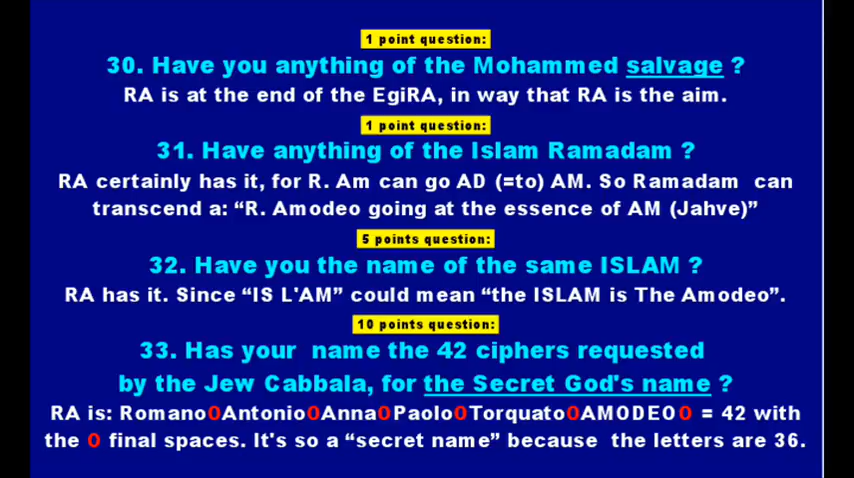 1 point question:
30. Have you anything of the Mohammed salvage ?
RA is at the end of the EgiRA, in way that RA is the aim.
1 point question:
31. Have anything of the Islam Ramadam ?
RA certainly has it, for R. Am can go AD (=to) AM. So Ramadam can
transcend a: “R. Amodeo going at the essence of AM (Jahve)”
5 points question:
32. Have you the name of the same ISLAM ?
RA has it. Since “IS L'AM” could mean “the ISLAM is The Amodeo”.
10 points question:
33. Has your name the 42 ciphers requested
by the Jew Cabbala, for the Secret God's name ?
RA is: Romano0Antonio0Anna0Paolo0Torquato0AMODEO0 = 42 with
the 0 final spaces. It's so a “secret name” because the letters are 36.